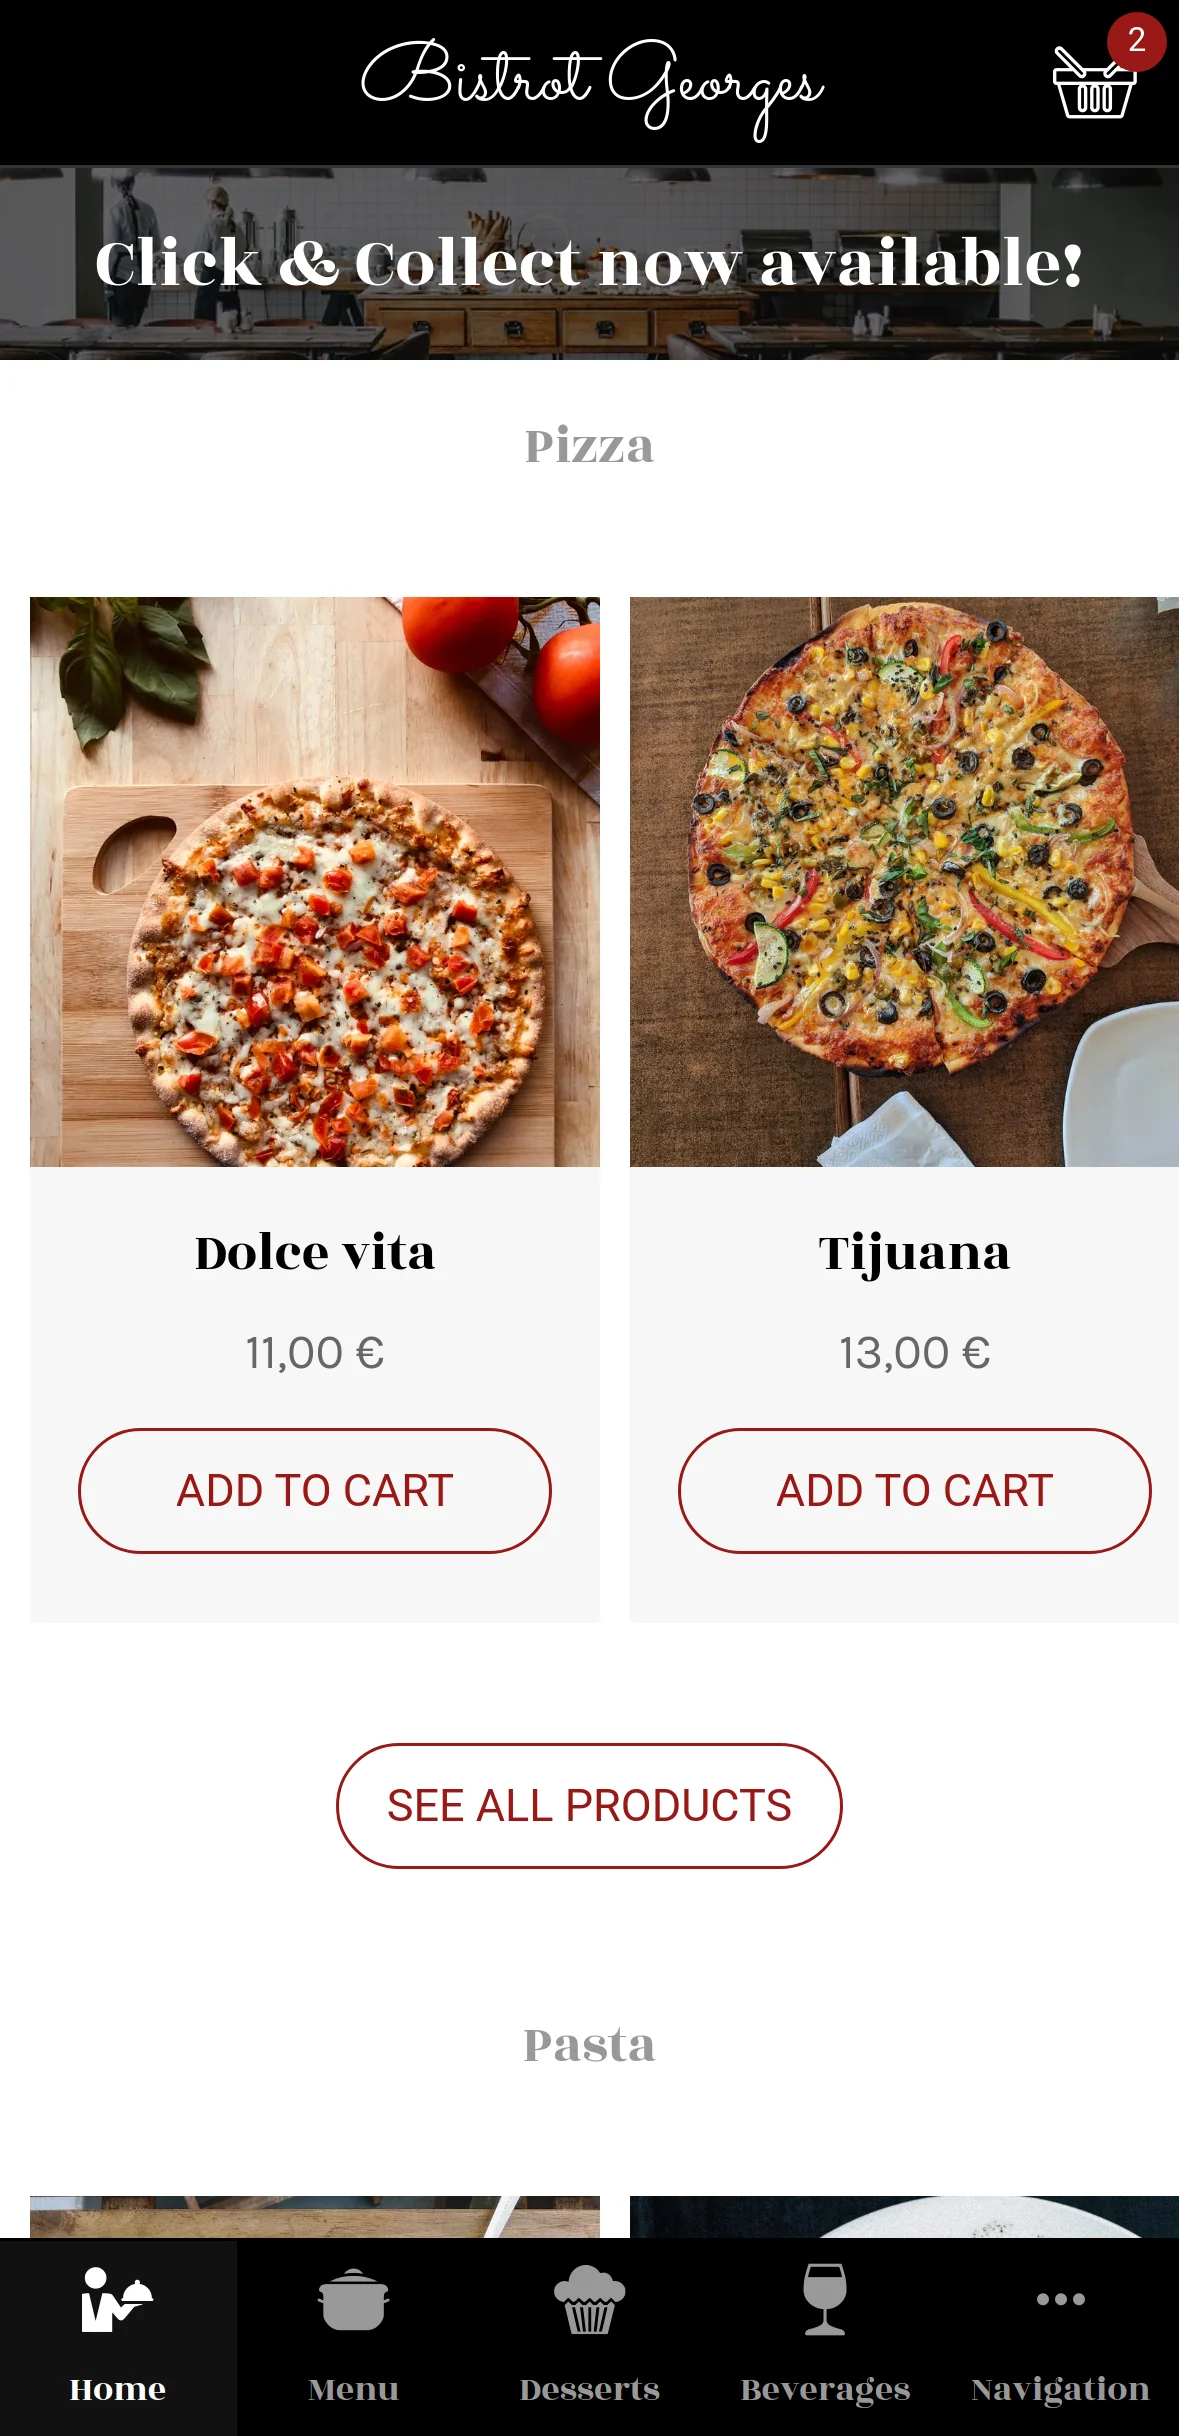 Bistrot Georges
2
Click & Collect now available!
Pizza
Dolce vita
11,00 €
ADD TO CART
Tijuana
13,00 €
ADD TO CART
SEE ALL PRODUCTS
Pasta
Home
Menu
Desserts
Beverages
Navigation